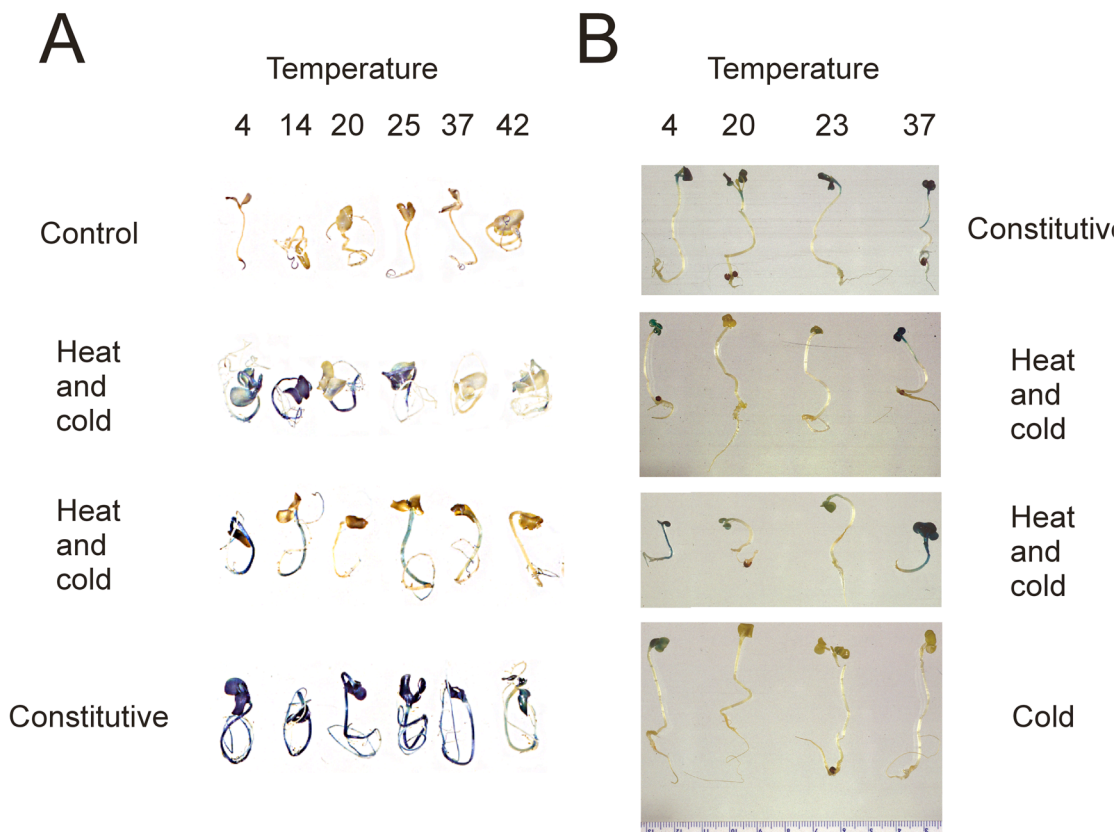 A
Temperature
4 14 20 25 37 42
Control
Heat
and
cold
Heat
and
cold
Constitutive
B
Temperature
4 20 23 37
Constitutive
Heat
and
cold
Heat
and
cold
Cold